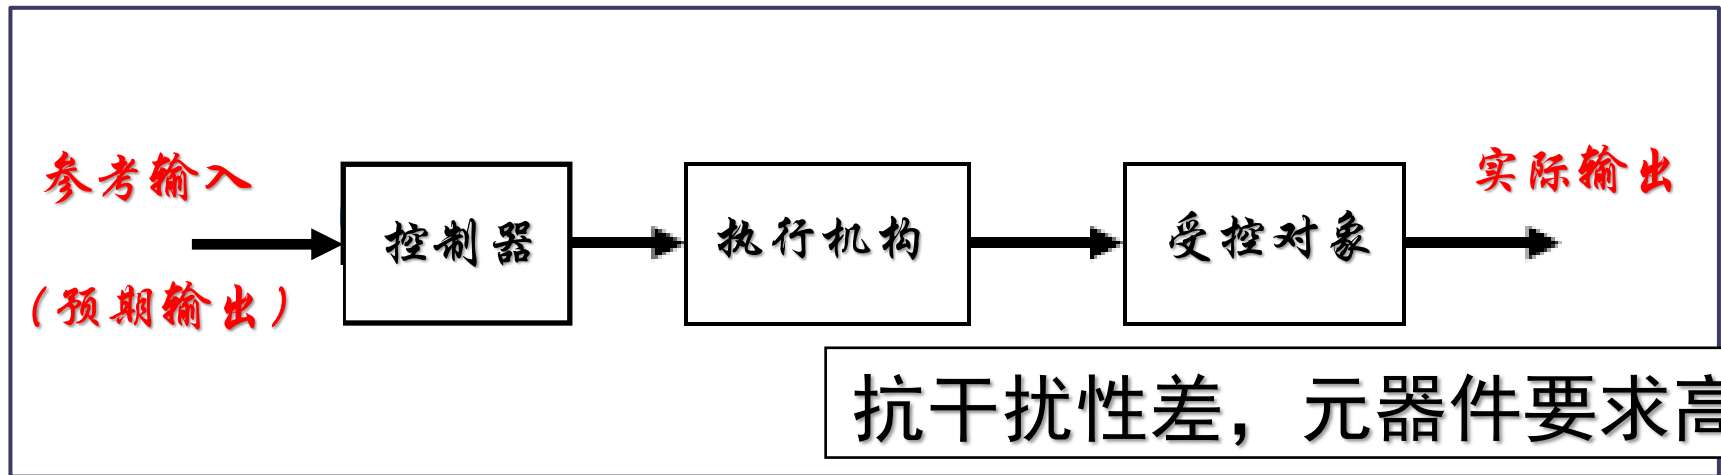 参考输入
（预期输出）
控制器
执行机构
受控对象
实际输出
抗干扰性差，元器件要求高